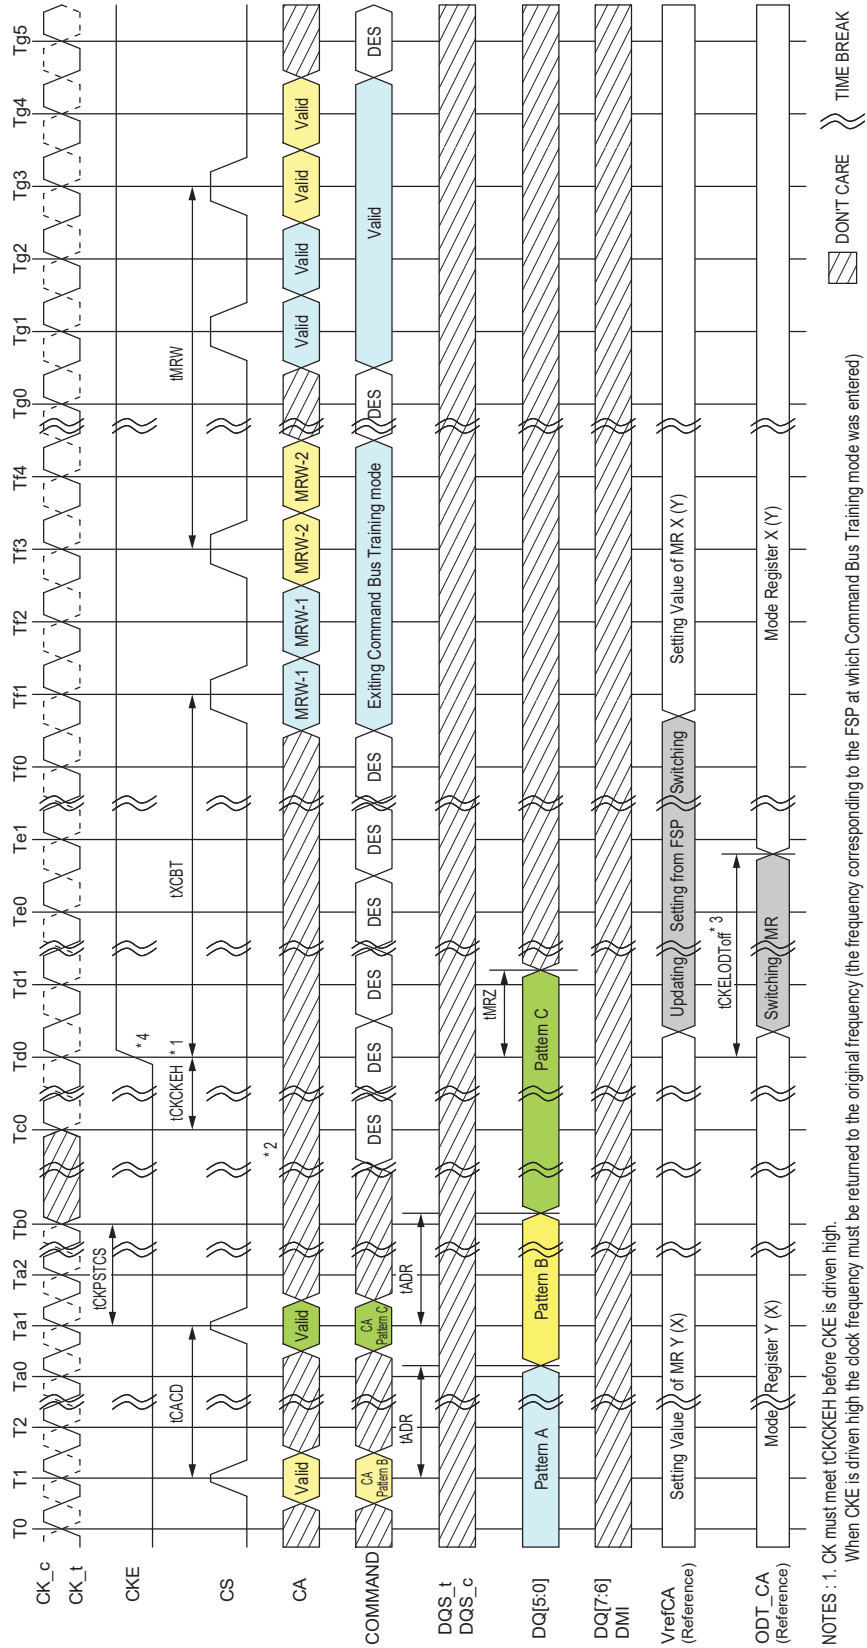 T0 T1 T2 Ta0 Ta1 Ta2 Tb0 Tc0 Td0 Td1 Te0 Te1 Tf0 Tf1 Tf2 Tf3 Tf4 Tg0 Tg1 Tg2 Tg3 Tg4 Tg5
CK_c
CK_t
tCKPSTCS
CKE
*4
tCACD tCKCKEH *1 tXCBT tMRW
CS
*2
CA Valid Valid MRW-1 MRW-1 MRW-2 MRW-2 Valid Valid Valid Valid
COMMAND CA Pattern B CA Pattern C DES DES DES DES DES DES Exiting Command Bus Training mode DES Valid DES
tADR tADR
DQS_t
DQS_c
tMRZ
DQ[5:0] Pattern A Pattern B Pattern C
DQ[7:6]
DMI
VrefCA
(Reference)
Setting Value of MR Y (X) Updating Setting from FSP Switching Setting Value of MR X (Y)
tCKELODToff *3
ODT_CA
(Reference)
Mode Register Y (X) Switching MR Mode Register X (Y)
NOTES : 1. CK must meet tCKCKEH before CKE is driven high.
When CKE is driven high the clock frequency must be returned to the original frequency (the frequency corresponding to the FSP at which Command Bus Training mode was entered)
DON'T CARE TIME BREAK